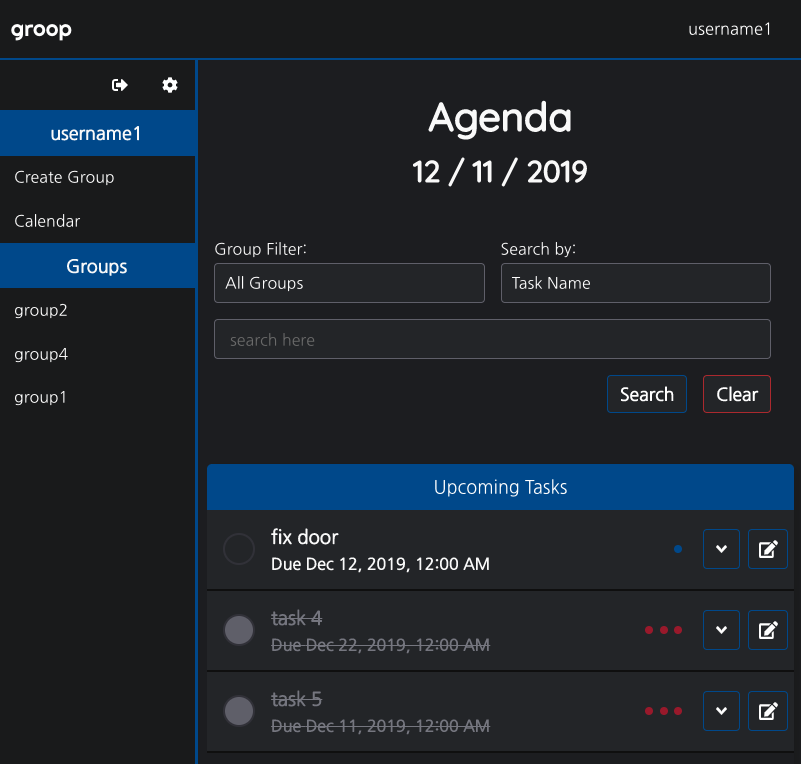 groop
username1
username1
Create Group
Calendar
Groups
group2
group4
group1
Agenda
12 / 11 / 2019
Group Filter:
Search by:
All Groups
Task Name
search here
Search
Clear
Upcoming Tasks
fix door
Due Dec 12, 2019, 12:00 AM
task 4
Due Dec 22, 2019, 12:00 AM
task 5
Due Dec 11, 2019, 12:00 AM